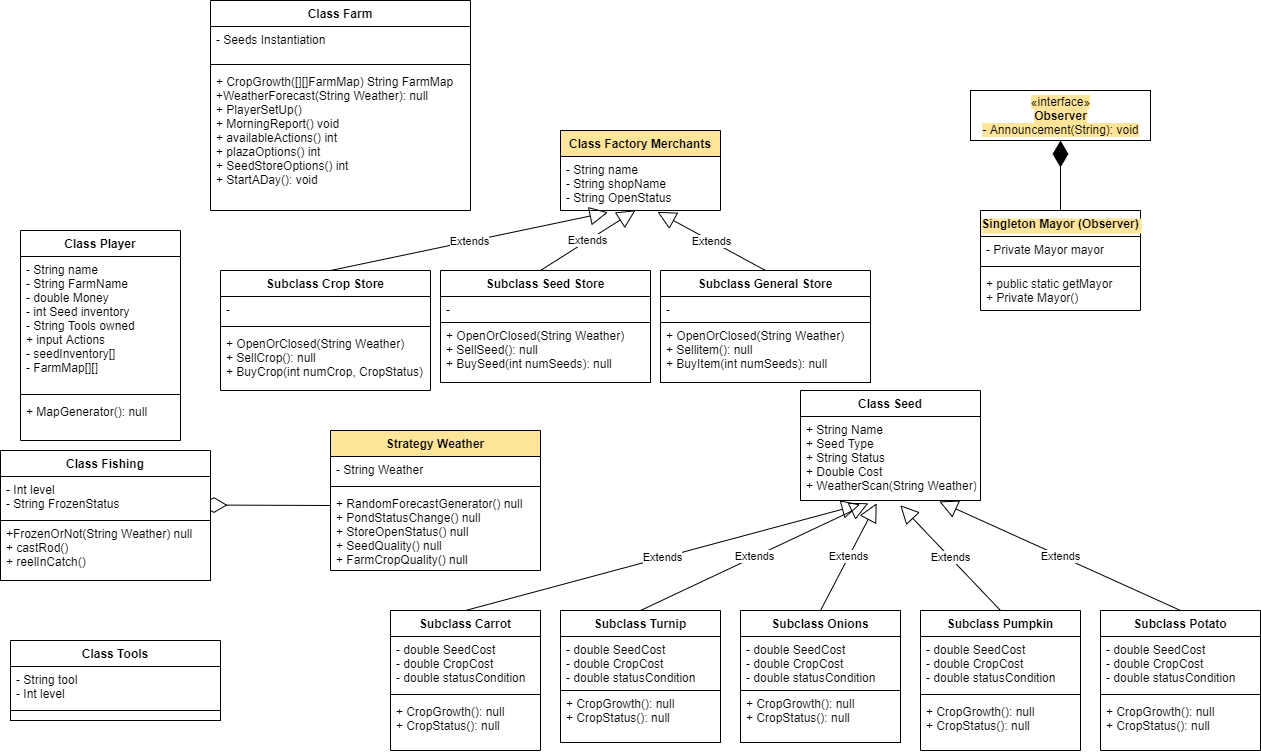 Class Farm
- Seeds Instantiation
+ CropGrowth([][]FarmMap) String FarmMap
+WeatherForecast(String Weather): null
+ PlayerSetUp()
+ MorningReport() void
+ availableActions() int
+ plazaOptions() int
+ SeedStoreOptions() int
+ StartADay(): void
«interface»
Observer
- Announcement(String): void
Class Factory Merchants
- String name
- String shopName
- String OpenStatus
Singleton Mayor (Observer)
- Private Mayor mayor
+ public static getMayor
+ Private Mayor()
Class Player
- String name
- String FarmName
- double Money
- int Seed inventory
- String Tools owned
+ input Actions
- seedInventory[]
- FarmMap[][]
+ MapGenerator(): null
Extends
Extends
Extends
Subclass Crop Store
-
+ OpenOrClosed(String Weather)
+ SellCrop(): null
+ BuyCrop(int numCrop, CropStatus)
Subclass Seed Store
-
+ OpenOrClosed(String Weather)
+ SellSeed(): null
+ BuySeed(int numSeeds): null
Subclass General Store
-
+ OpenOrClosed(String Weather)
+ Sellitem(): null
+ BuyItem(int numSeeds): null
Class Seed
+ String Name
+ Seed Type
+ String Status
+ Double Cost
+ WeatherScan(String Weather)
Class Fishing
- Int level
- String FrozenStatus
+FrozenOrNot(String Weather) null
+ castRod()
+ reelInCatch()
Strategy Weather
- String Weather
+ RandomForecastGenerator() null
+ PondStatusChange() null
+ StoreOpenStatus() null
+ SeedQuality() null
+ FarmCropQuality() null
Extends
Extends
Extends
Extends
Extends
Class Tools
- String tool
- Int level
Subclass Carrot
- double SeedCost
- double CropCost
- double statusCondition
+ CropGrowth(): null
+ CropStatus(): null
Subclass Turnip
- double SeedCost
- double CropCost
- double statusCondition
+ CropGrowth(): null
+ CropStatus(): null
Subclass Onions
- double SeedCost
- double CropCost
- double statusCondition
+ CropGrowth(): null
+ CropStatus(): null
Subclass Pumpkin
- double SeedCost
- double CropCost
- double statusCondition
+ CropGrowth(): null
+ CropStatus(): null
Subclass Potato
- double SeedCost
- double CropCost
- double statusCondition
+ CropGrowth(): null
+ CropStatus(): null